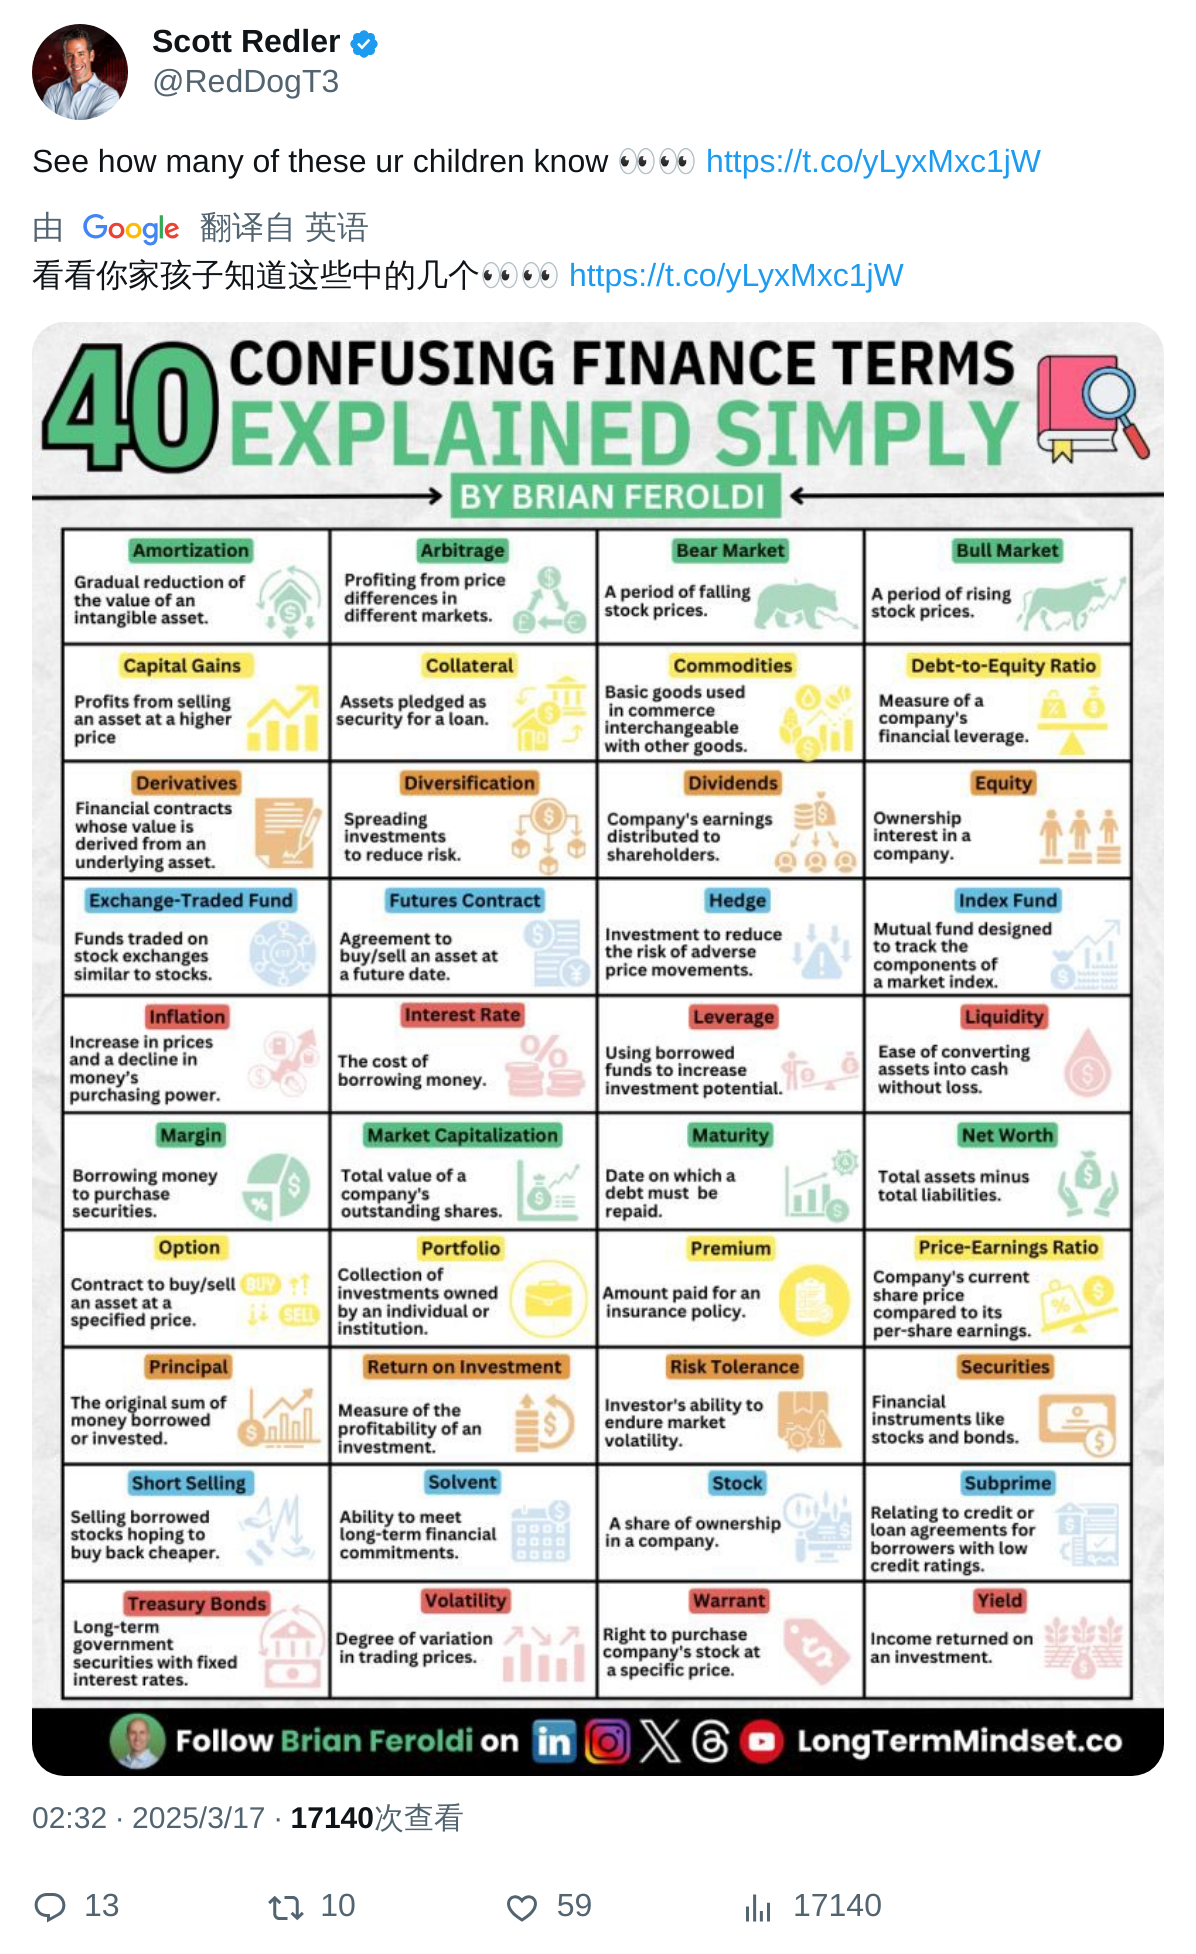 Scott Redler
@RedDogT3
See how many of these ur children know 👀👀 https://t.co/yLyxMxc1jW
由 Google 翻译自 英语
看看你家孩子知道这些中的几个👀👀 https://t.co/yLyxMxc1jW
40 CONFUSING FINANCE TERMS
EXPLAINED SIMPLY
BY BRIAN FEROLDI
Amortization
Gradual reduction of
the value of an
intangible asset.
Arbitrage
Profiting from price
differences in
different markets.
Bear Market
A period of falling
stock prices.
Bull Market
A period of rising
stock prices.
Capital Gains
Profits from selling
an asset at a higher
price
Collateral
Assets pledged as
security for a loan.
Commodities
Basic goods used
in commerce
interchangeable
with other goods.
Debt-to-Equity Ratio
Measure of a
company's
financial leverage.
Derivatives
Financial contracts
whose value is
derived from an
underlying asset.
Diversification
Spreading
investments
to reduce risk.
Dividends
Company's earnings
distributed to
shareholders.
Equity
Ownership
interest in a
company.
Exchange-Traded Fund
Funds traded on
stock exchanges
similar to stocks.
Futures Contract
Agreement to
buy/sell an asset at
a future date.
Hedge
Investment to reduce
the risk of adverse
price movements.
Index Fund
Mutual fund designed
to track the
components of
a market index.
Inflation
Increase in prices
and a decline in
money's
purchasing power.
Interest Rate
The cost of
borrowing money.
Leverage
Using borrowed
funds to increase
investment potential.
Liquidity
Ease of converting
assets into cash
without loss.
Margin
Borrowing money
to purchase
securities.
Market Capitalization
Total value of a
company's
outstanding shares.
Maturity
Date on which a
debt must be
repaid.
Net Worth
Total assets minus
total liabilities.
Option
Contract to buy/sell
an asset at a
specified price.
BUY
SELL
Portfolio
Collection of
investments owned
by an individual or
institution.
Premium
Amount paid for an
insurance policy.
Price-Earnings Ratio
Company's current
share price
compared to its
per-share earnings.
Principal
The original sum of
money borrowed
or invested.
Return on Investment
Measure of the
profitability of an
investment.
Risk Tolerance
Investor's ability to
endure market
volatility.
Securities
Financial
instruments like
stocks and bonds.
Short Selling
Selling borrowed
stocks hoping to
buy back cheaper.
Solvent
Ability to meet
long-term financial
commitments.
Stock
A share of ownership
in a company.
Subprime
Relating to credit or
loan agreements for
borrowers with low
credit ratings.
Treasury Bonds
Long-term
government
securities with fixed
interest rates.
Volatility
Degree of variation
in trading prices.
Warrant
Right to purchase
company's stock at
a specific price.
Yield
Income returned on
an investment.
Follow Brian Feroldi on in LongTermMindset.co
02:32 · 2025/3/17 · 17140次查看
13 10 59 17140